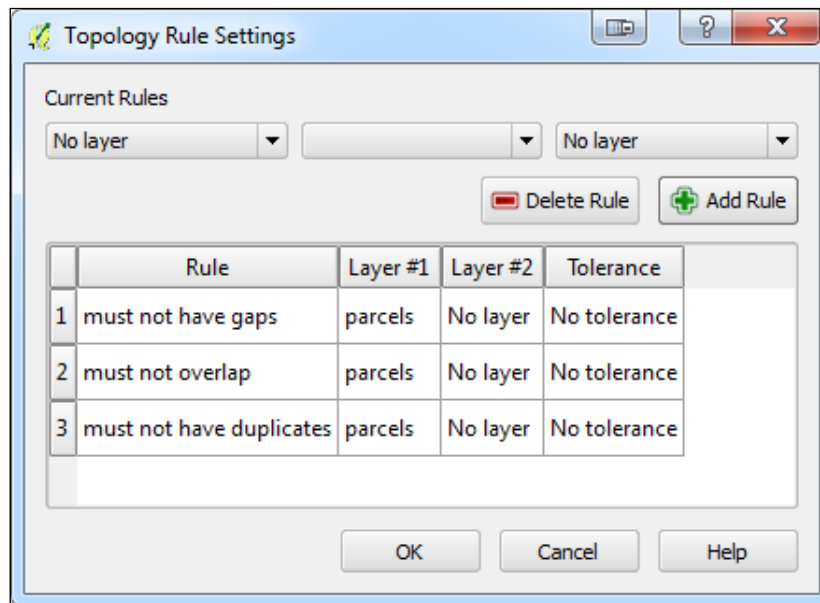 Topology Rule Settings
Current Rules
No layer No layer
Delete Rule Add Rule
Rule Layer #1 Layer #2 Tolerance
1 must not have gaps parcels No layer No tolerance
2 must not overlap parcels No layer No tolerance
3 must not have duplicates parcels No layer No tolerance
OK Cancel Help